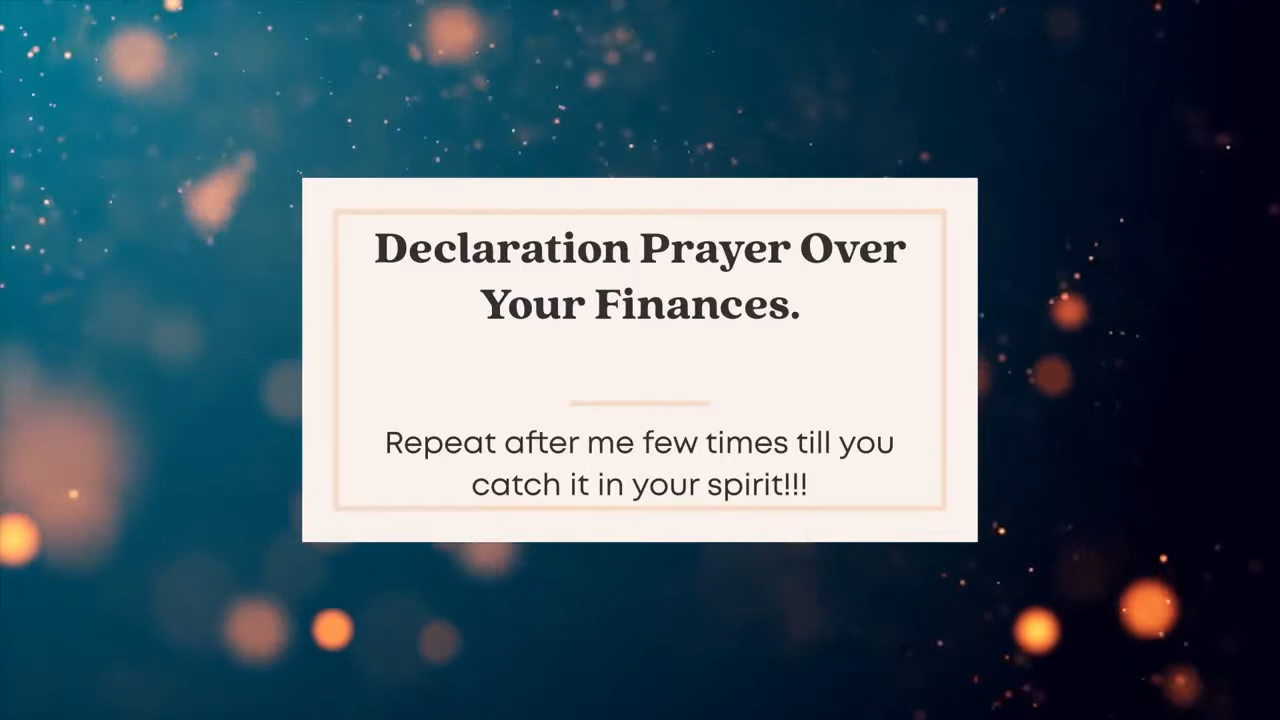 Declaration Prayer Over
Your Finances.
Repeat after me few times till you
catch it in your spirit!!!